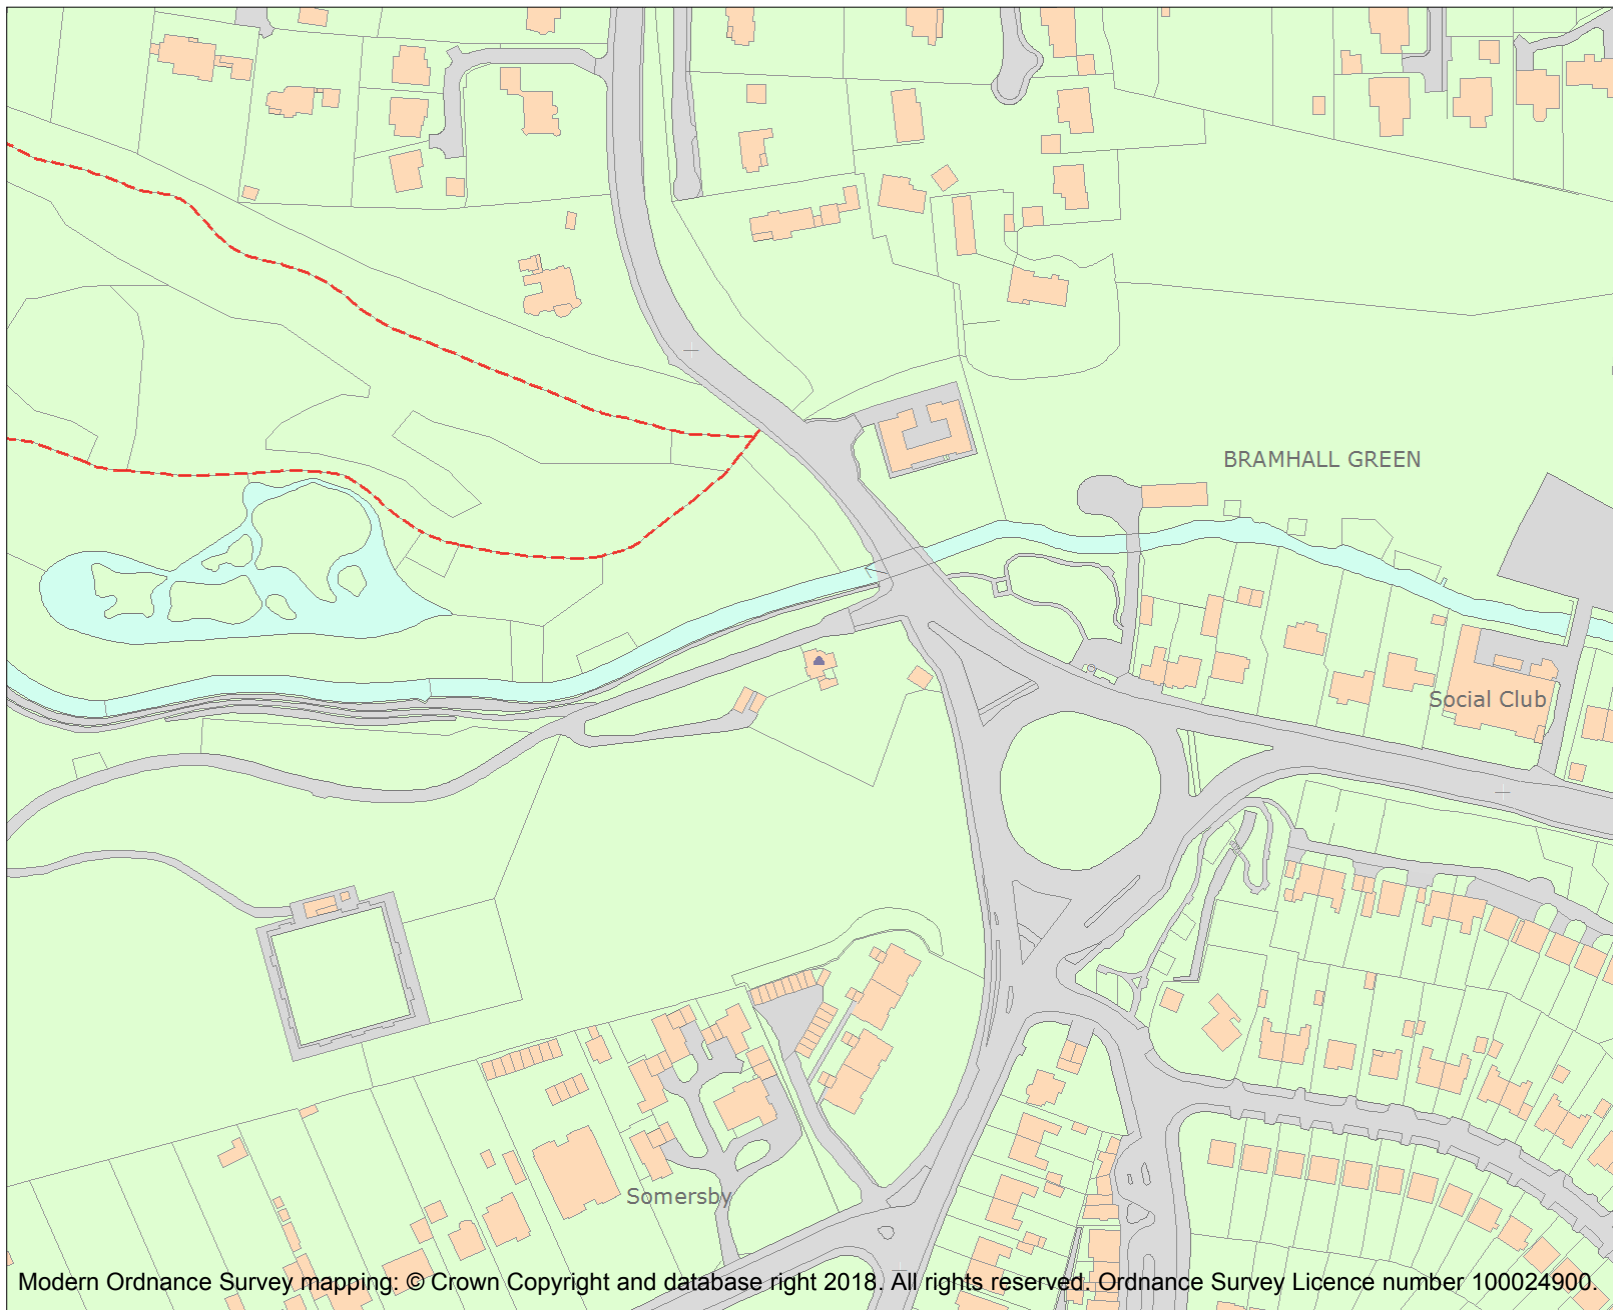 BRAMHALL GREEN
Social Club
Somersby
Modern Ordnance Survey mapping: © Crown Copyright and database right 2018. All rights reserved. Ordnance Survey Licence number 100024900.